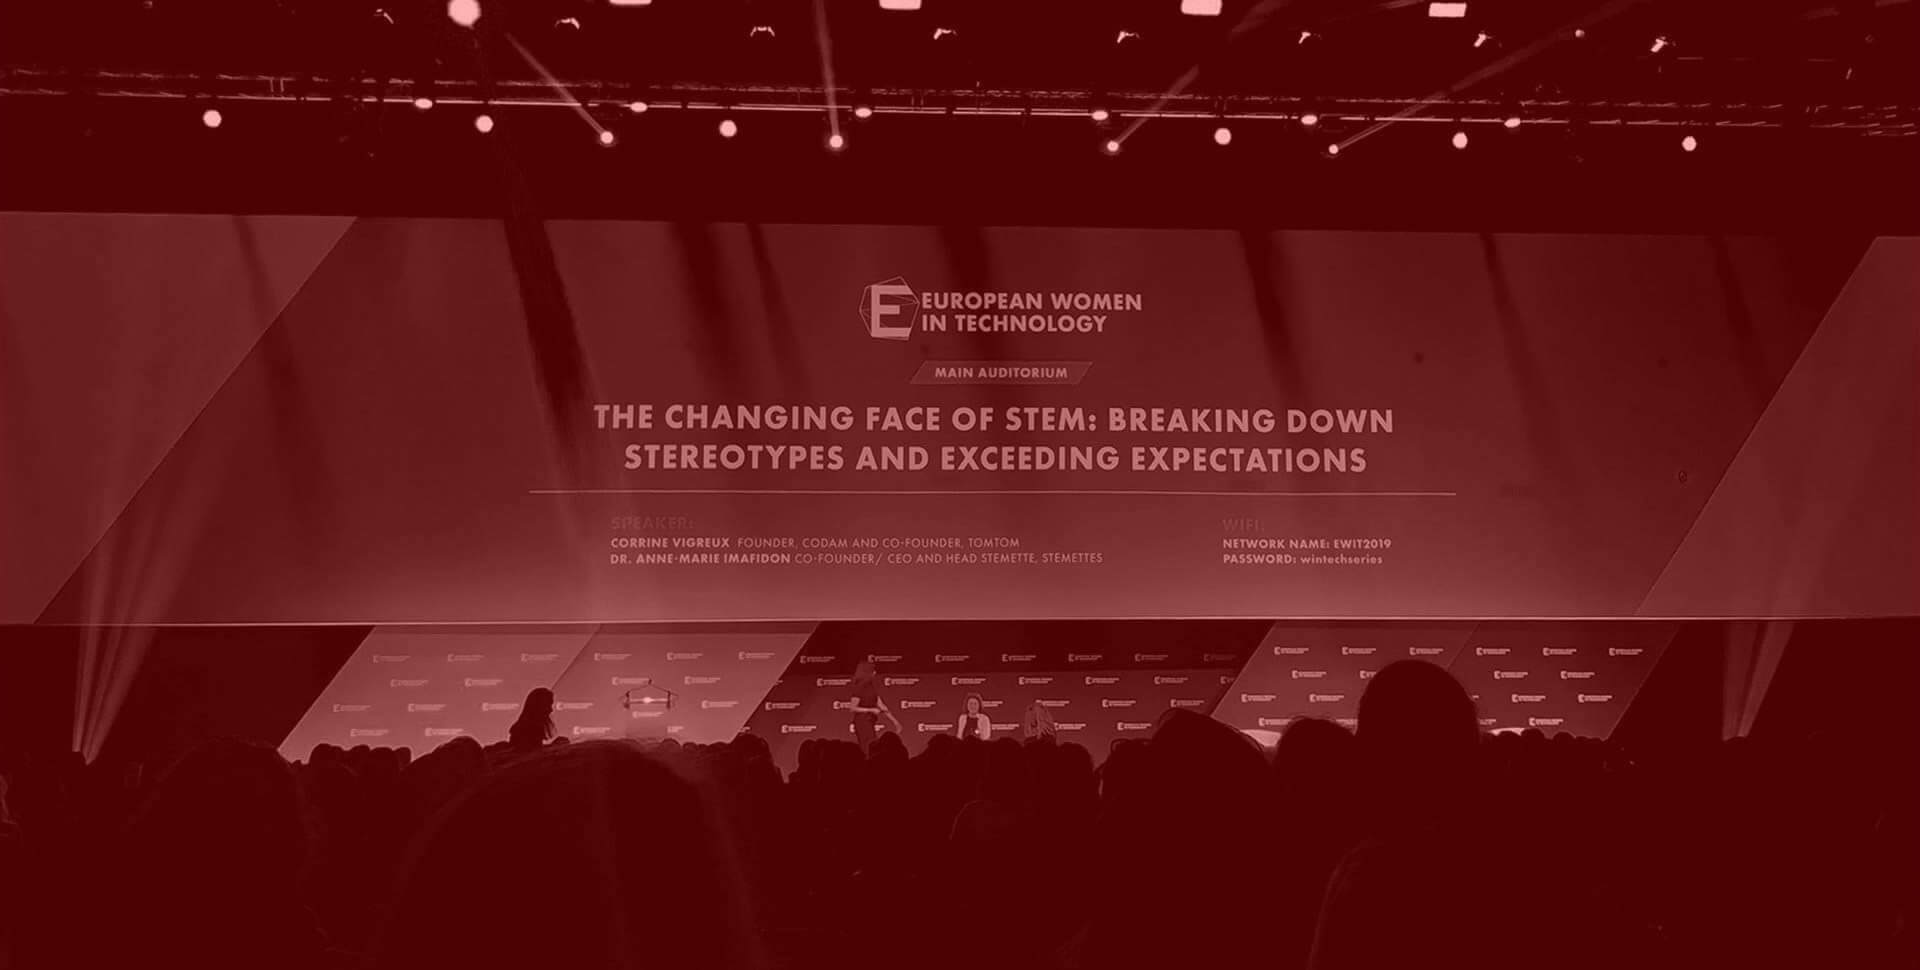 EUROPEAN WOMEN
IN TECHNOLOGY
MAIN AUDITORIUM
THE CHANGING FACE OF STEM: BREAKING DOWN
STEREOTYPES AND EXCEEDING EXPECTATIONS
SPEAKER:
CORRINE VIGREUX FOUNDER, CODAM AND CO-FOUNDER, TOMTOM
DR. ANNE-MARIE IMAFIDON CO-FOUNDER/ CEO AND HEAD STEMETTE, STEMETTES
WIFI:
NETWORK NAME: EWIT2019
PASSWORD: wintechseries